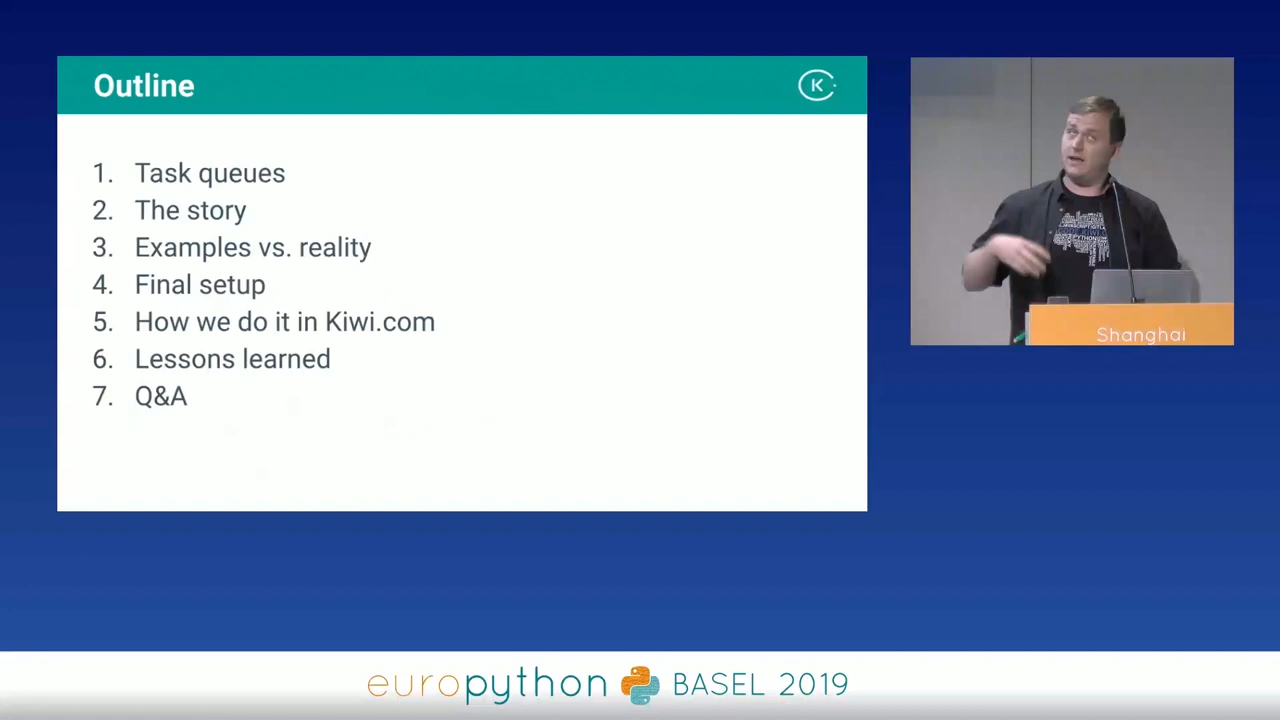 Outline
K
1. Task queues
2. The story
3. Examples vs. reality
4. Final setup
5. How we do it in Kiwi.com
6. Lessons learned
7. Q&A
Shanghai
europython BASEL 2019